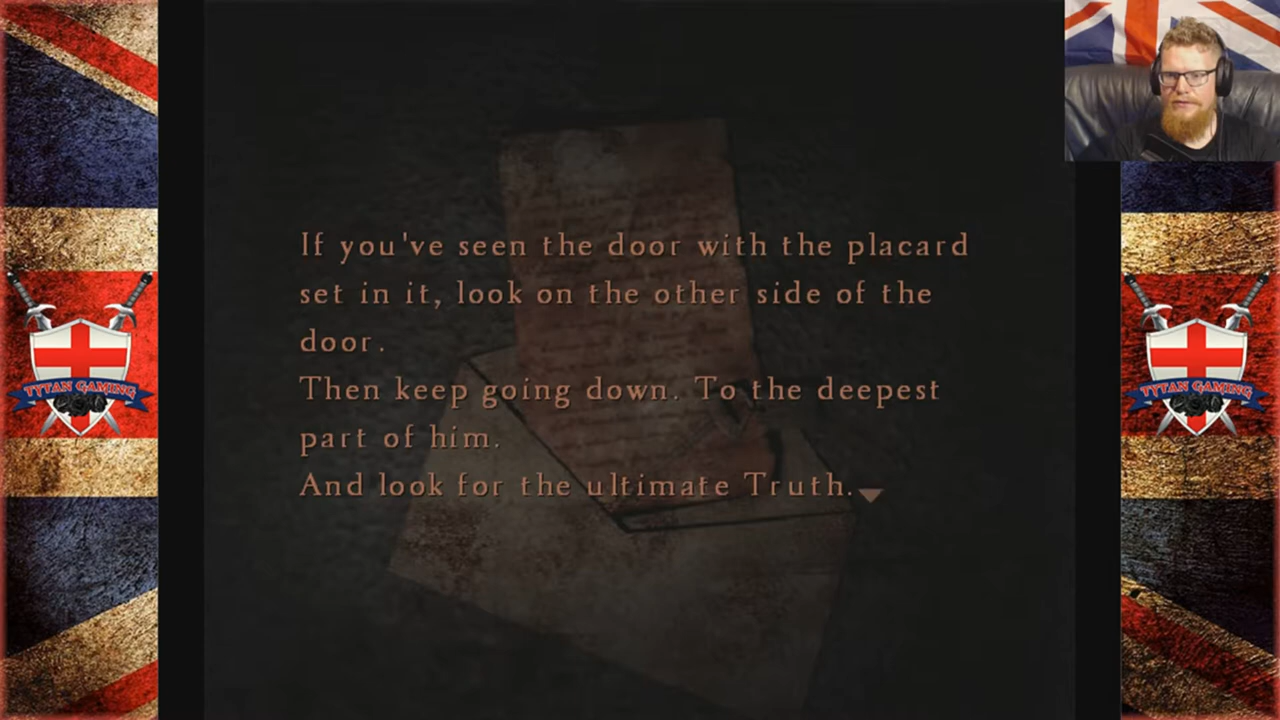 If you've seen the door with the placard
set in it, look on the other side of the
door.
Then keep going down. To the deepest
part of him.
And look for the ultimate Truth.
TYTAN GAMING
TYTAN GAMING